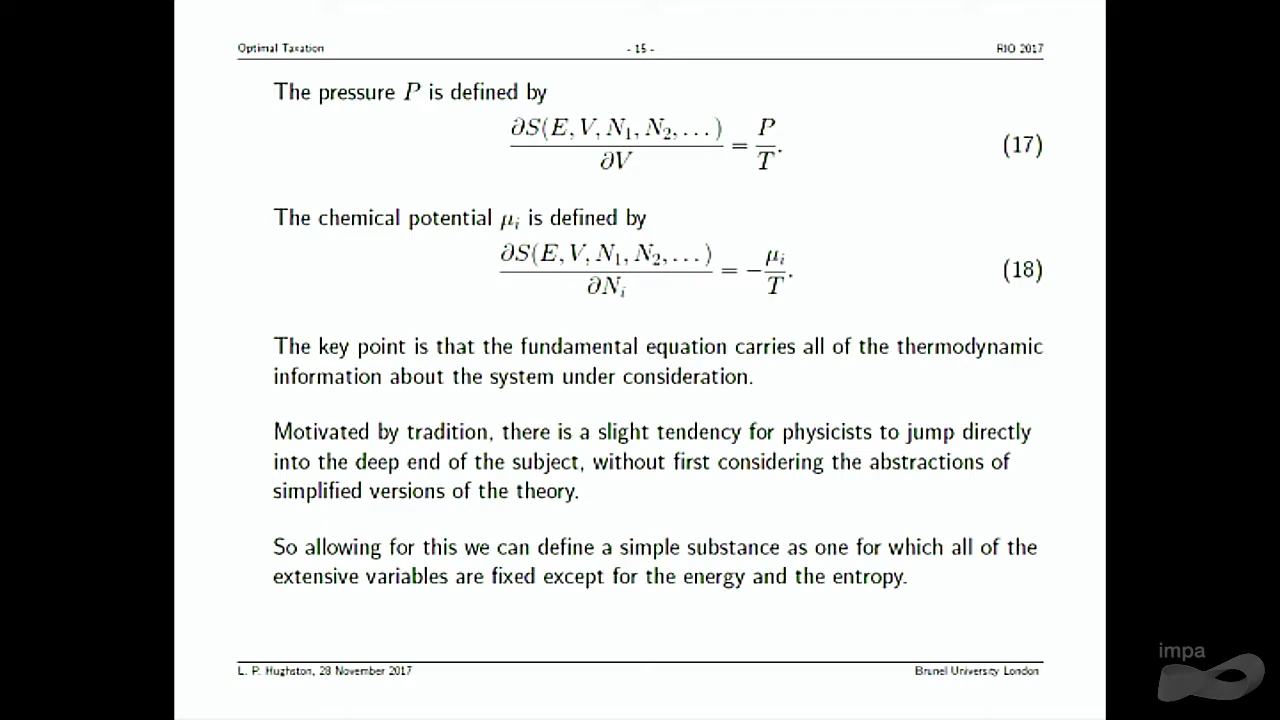 Optimal Taxation - 15 - RIO 2017
The pressure P is defined by
∂S(E, V, N₁, N₂, . . . ) / ∂V = P / T. (17)
The chemical potential μᵢ is defined by
∂S(E, V, N₁, N₂, . . . ) / ∂Nᵢ = − μᵢ / T. (18)
The key point is that the fundamental equation carries all of the thermodynamic
information about the system under consideration.
Motivated by tradition, there is a slight tendency for physicists to jump directly
into the deep end of the subject, without first considering the abstractions of
simplified versions of the theory.
So allowing for this we can define a simple substance as one for which all of the
extensive variables are fixed except for the energy and the entropy.
L. P. Hughston, 28 November 2017 Brunel University London
impa